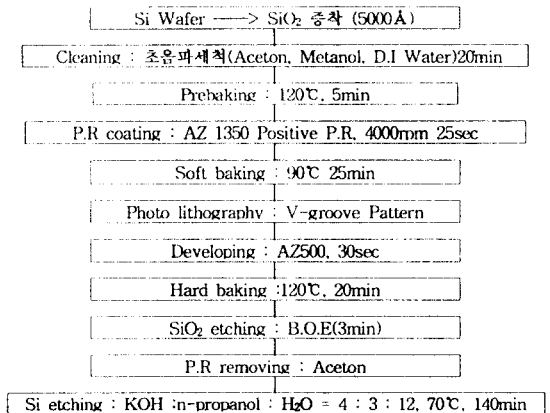 Si Wafer ──> SiO₂ 증착 (5000Å)
Cleaning : 초음파세척(Aceton, Metanol, D.I Water)20min
Prebaking : 120℃, 5min
P.R coating : AZ 1350 Positive P.R, 4000rpm 25sec
Soft baking : 90℃ 25min
Photo lithography : V-groove Pattern
Developing : AZ500, 30sec
Hard baking :120℃, 20min
SiO₂ etching : B.O.E(3min)
P.R removing : Aceton
Si etching : KOH :n-propanol : H₂O = 4 : 3 : 12, 70℃, 140min